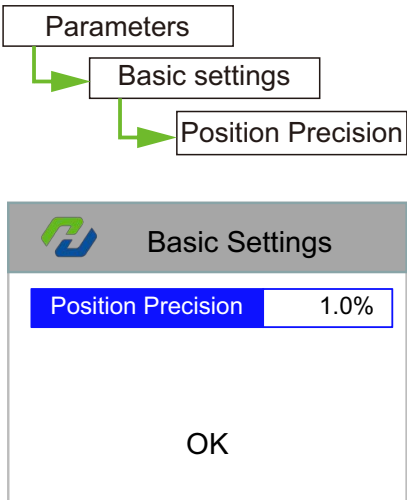 Parameters
Basic settings
Position Precision
Basic Settings
Position Precision 1.0%
OK